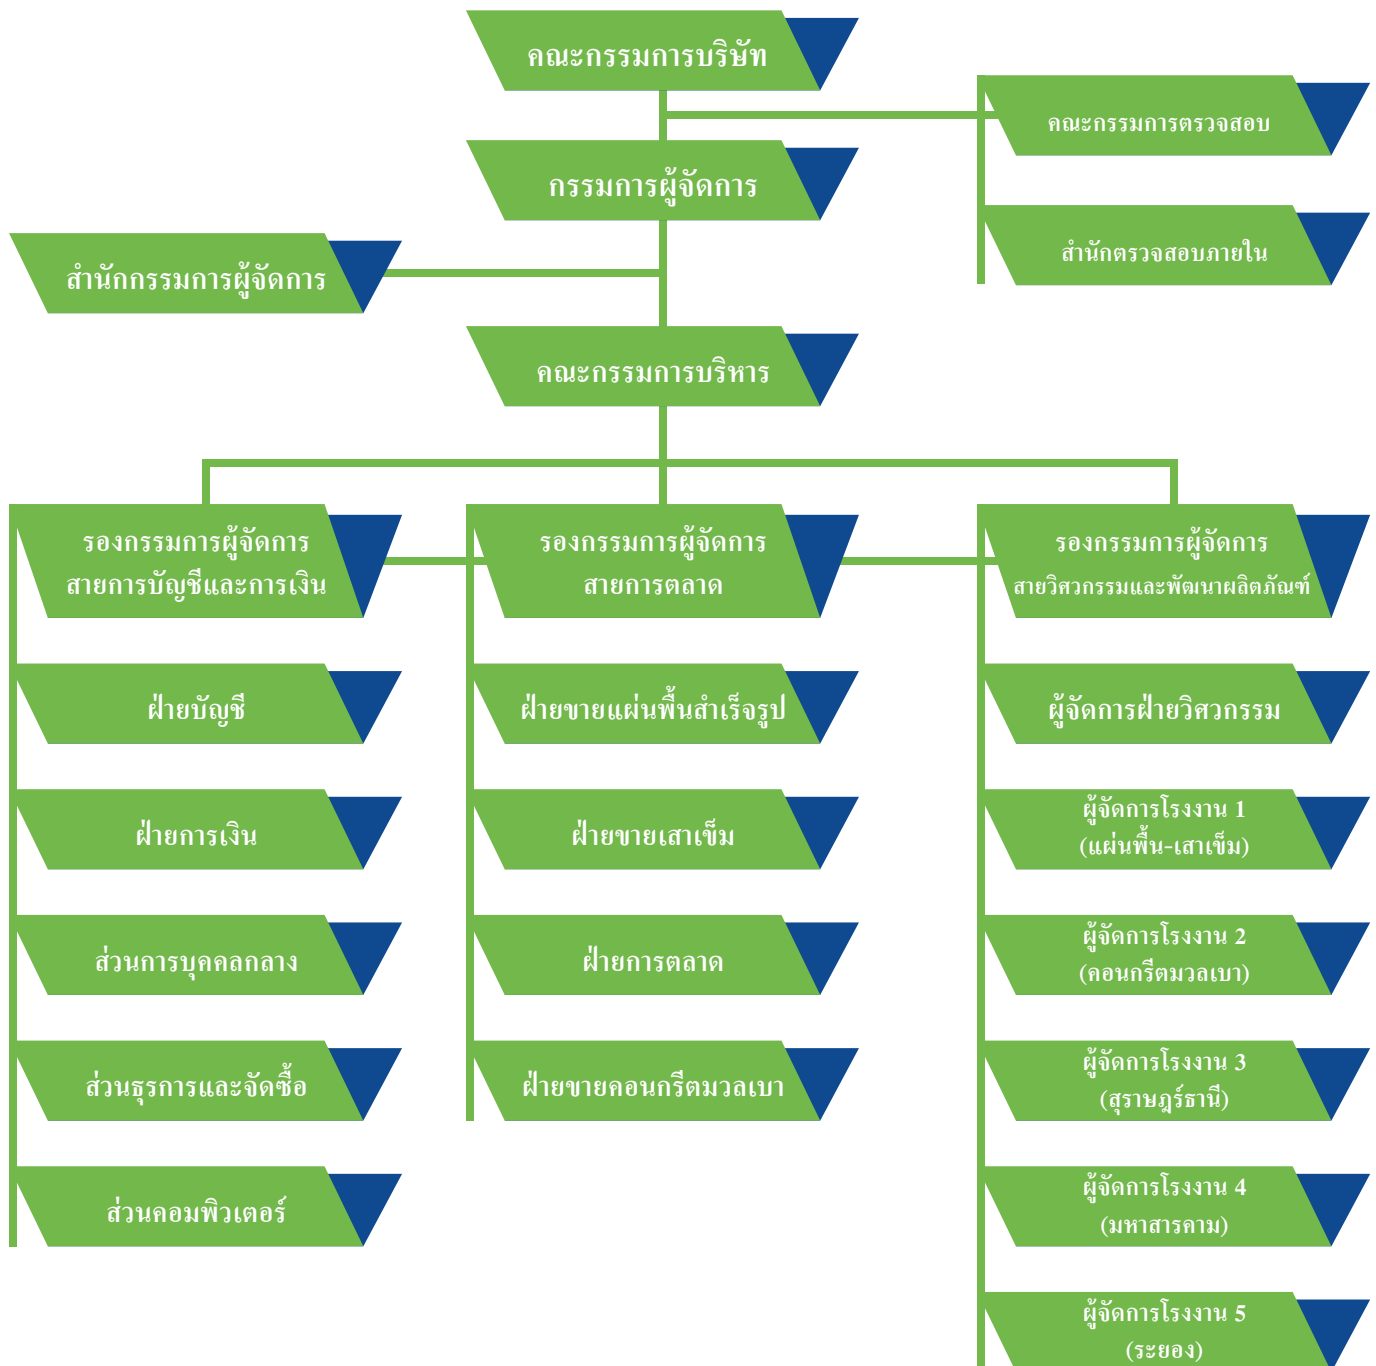 คณะกรรมการบริษัท
คณะกรรมการตรวจสอบ
กรรมการผู้จัดการ
สำนักตรวจสอบภายใน
สำนักกรรมการผู้จัดการ
คณะกรรมการบริหาร
รองกรรมการผู้จัดการ
สายการบัญชีและการเงิน
รองกรรมการผู้จัดการ
สายการตลาด
รองกรรมการผู้จัดการ
สายวิศวกรรมและพัฒนาผลิตภัณฑ์
ฝ่ายบัญชี
ฝ่ายขายแผ่นพื้นสำเร็จรูป
ผู้จัดการฝ่ายวิศวกรรม
ฝ่ายการเงิน
ฝ่ายขายเสาเข็ม
ผู้จัดการโรงงาน 1
(แผ่นพื้น-เสาเข็ม)
ส่วนการบุคคลกลาง
ฝ่ายการตลาด
ผู้จัดการโรงงาน 2
(คอนกรีตมวลเบา)
ส่วนธุรการและจัดซื้อ
ฝ่ายขายคอนกรีตมวลเบา
ผู้จัดการโรงงาน 3
(สุราษฎร์ธานี)
ส่วนคอมพิวเตอร์
ผู้จัดการโรงงาน 4
(มหาสารคาม)
ผู้จัดการโรงงาน 5
(ระยอง)